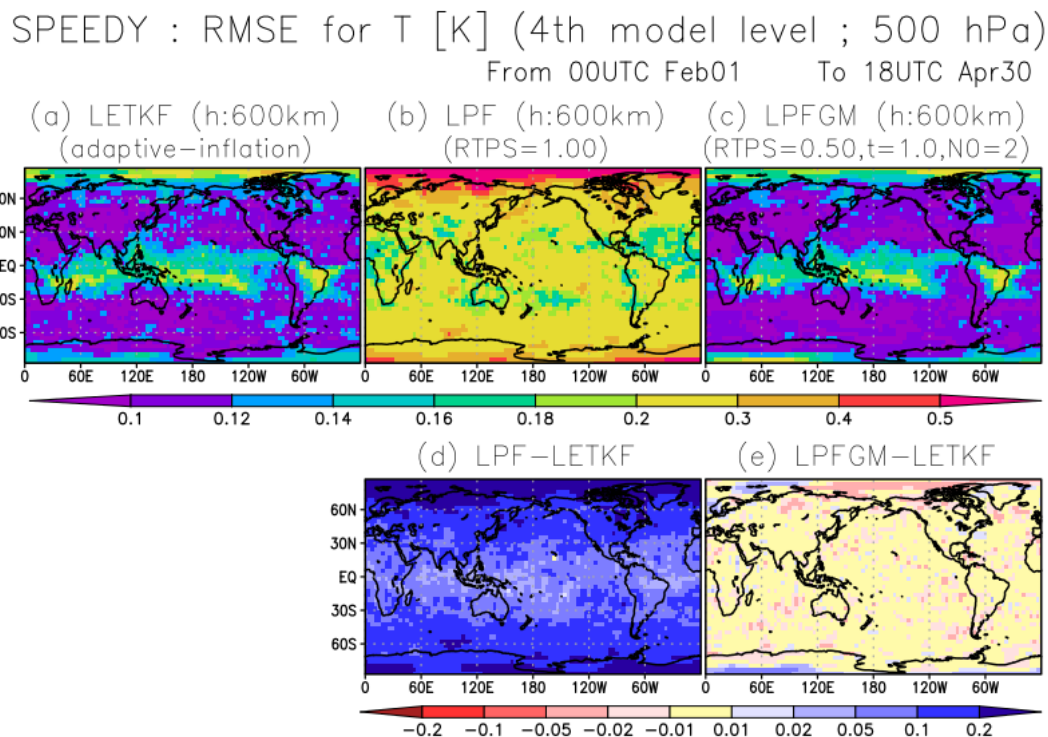 SPEEDY : RMSE for T [K] (4th model level ; 500 hPa)
From 00UTC Feb01 To 18UTC Apr30
(a) LETKF (h:600km) (b) LPF (h:600km) (c) LPFGM (h:600km)
(adaptive-inflation) (RTPS=1.00) (RTPS=0.50,t=1.0,N0=2)
0N
0N
EQ
0S
0S
0 60E 120E 180 120W 60W 0 60E 120E 180 120W 60W 0 60E 120E 180 120W 60W
0.1 0.12 0.14 0.16 0.18 0.2 0.3 0.4 0.5
(d) LPF-LETKF (e) LPFGM-LETKF
60N
30N
EQ
30S
60S
0 60E 120E 180 120W 60W 0 60E 120E 180 120W 60W
-0.2 -0.1 -0.05 -0.02 -0.01 0.01 0.02 0.05 0.1 0.2